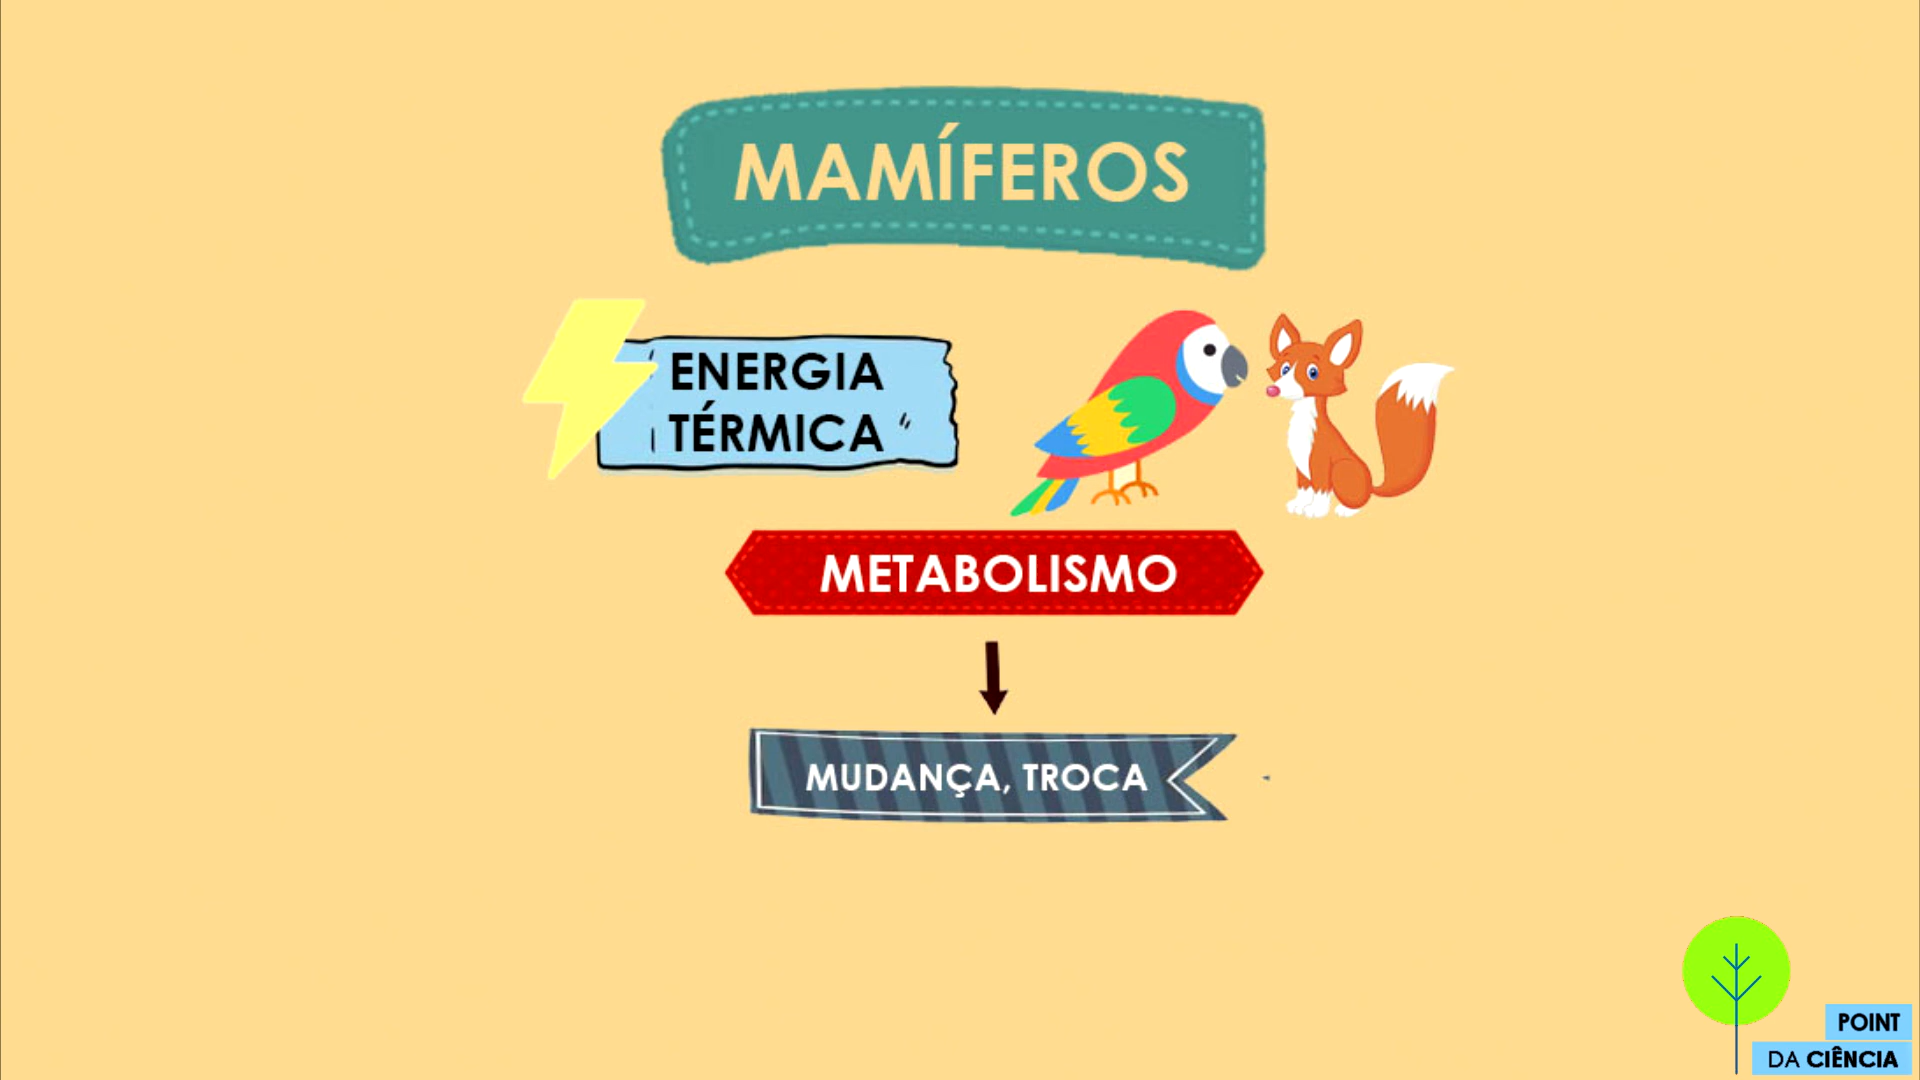 MAMÍFEROS
ENERGIA
TÉRMICA
METABOLISMO
MUDANÇA, TROCA
POINT
DA CIÊNCIA